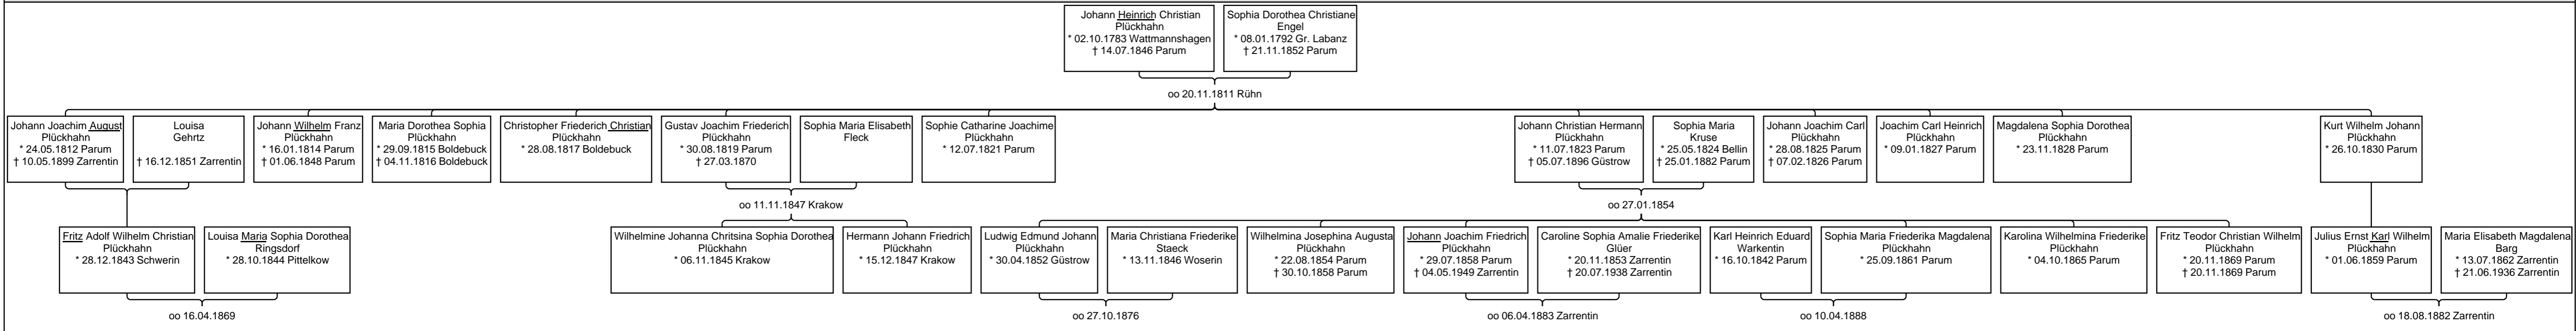 Johann Heinrich Christian
Plückhahn
* 02.10.1783 Wattmannshagen
† 14.07.1846 Parum
Sophia Dorothea Christiane
Engel
* 08.01.1792 Gr. Labanz
† 21.11.1852 Parum
oo 20.11.1811 Rühn
Johann Joachim August
Plückhahn
* 24.05.1812 Parum
† 10.05.1899 Zarrentin
Louisa
Gehrtz
† 16.12.1851 Zarrentin
Johann Wilhelm Franz
Plückhahn
* 16.01.1814 Parum
† 01.06.1848 Parum
Maria Dorothea Sophia
Plückhahn
* 29.09.1815 Boldebuck
† 04.11.1816 Boldebuck
Christopher Friederich Christian
Plückhahn
* 28.08.1817 Boldebuck
Gustav Joachim Friederich
Plückhahn
* 30.08.1819 Parum
† 27.03.1870
Sophia Maria Elisabeth
Fleck
Sophie Catharine Joachime
Plückhahn
* 12.07.1821 Parum
Johann Christian Hermann
Plückhahn
* 11.07.1823 Parum
† 05.07.1896 Güstrow
Sophia Maria
Kruse
* 25.05.1824 Bellin
† 25.01.1882 Parum
Johann Joachim Carl
Plückhahn
* 28.08.1825 Parum
† 07.02.1826 Parum
Joachim Carl Heinrich
Plückhahn
* 09.01.1827 Parum
Magdalena Sophia Dorothea
Plückhahn
* 23.11.1828 Parum
Kurt Wilhelm Johann
Plückhahn
* 26.10.1830 Parum
oo 11.11.1847 Krakow
oo 27.01.1854
Fritz Adolf Wilhelm Christian
Plückhahn
* 28.12.1843 Schwerin
Louisa Maria Sophia Dorothea
Ringsdorf
* 28.10.1844 Pittelkow
Wilhelmine Johanna Chritsina Sophia Dorothea
Plückhahn
* 06.11.1845 Krakow
Hermann Johann Friedrich
Plückhahn
* 15.12.1847 Krakow
Ludwig Edmund Johann
Plückhahn
* 30.04.1852 Güstrow
Maria Christiana Friederike
Staeck
* 13.11.1846 Woserin
Wilhelmina Josephina Augusta
Plückhahn
* 22.08.1854 Parum
† 30.10.1858 Parum
Johann Joachim Friedrich
Plückhahn
* 29.07.1858 Parum
† 04.05.1949 Zarrentin
Caroline Sophia Amalie Friederike
Glüer
* 20.11.1853 Zarrentin
† 20.07.1938 Zarrentin
Karl Heinrich Eduard
Warkentin
* 16.10.1842 Parum
Sophia Maria Friederika Magdalena
Plückhahn
* 25.09.1861 Parum
Karolina Wilhelmina Friederike
Plückhahn
* 04.10.1865 Parum
Fritz Teodor Christian Wilhelm
Plückhahn
* 20.11.1869 Parum
† 20.11.1869 Parum
Julius Ernst Karl Wilhelm
Plückhahn
* 01.06.1859 Parum
Maria Elisabeth Magdalena
Barg
* 13.07.1862 Zarrentin
† 21.06.1936 Zarrentin
oo 16.04.1869
oo 27.10.1876
oo 06.04.1883 Zarrentin
oo 10.04.1888
oo 18.08.1882 Zarrentin